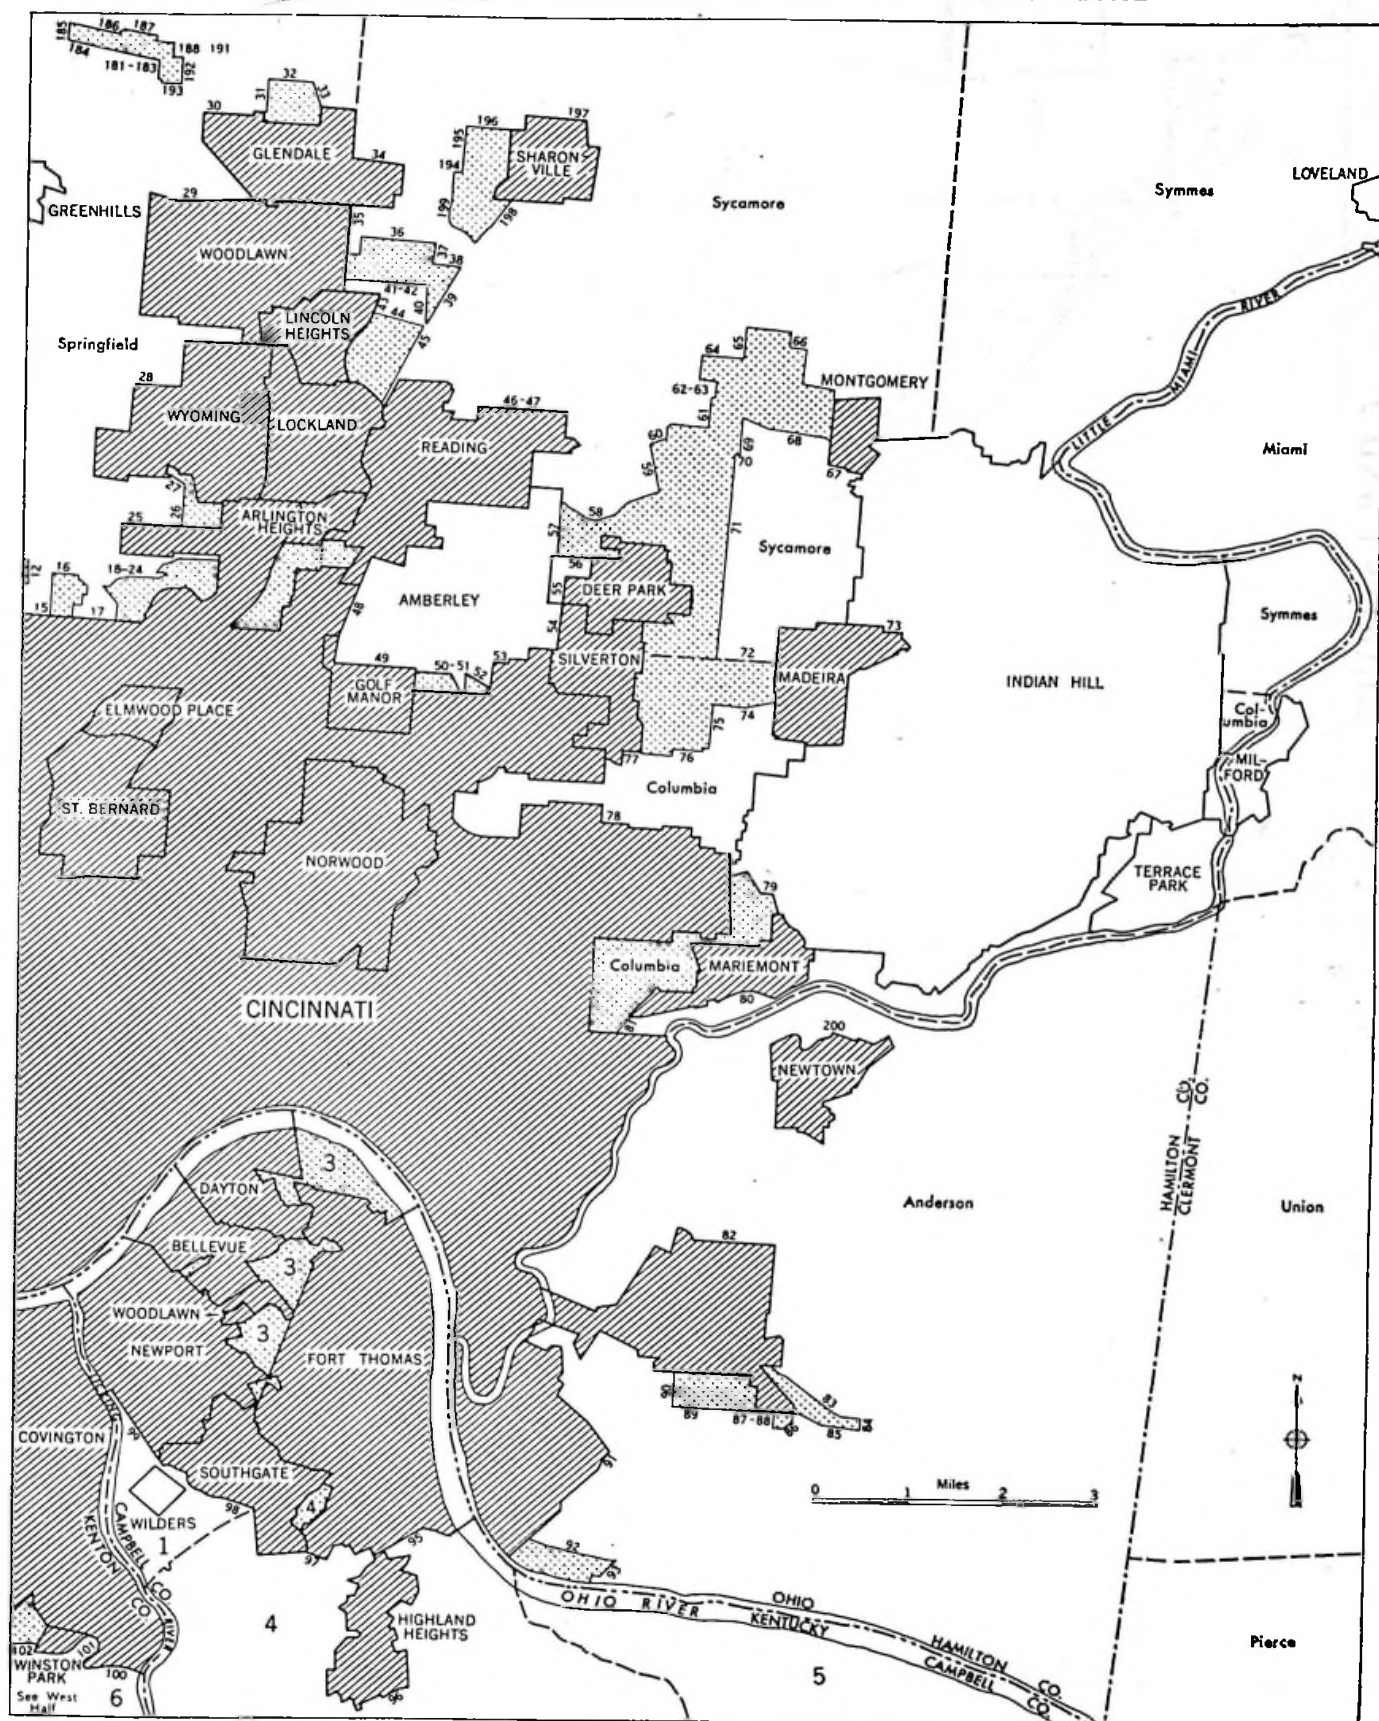 185
186
187
188 191
184
181-183
192
193
32
31
33
30
GLENDALE
34
196
197
195
194
SHARON-
VILLE
199
198
Sycamore
Symmes
LOVELAND
GREENHILLS
29
35
WOODLAWN
36
37
38
41-42
40
39
43
44
45
LINCOLN
HEIGHTS
Springfield
LITTLE MIAMI RIVER
64
65
66
62-63
MONTGOMERY
61
28
WYOMING
LOCKLAND
46-47
READING
60
59
69
68
70
67
Miami
27
26
25
ARLINGTON
HEIGHTS
58
57
71
Sycamore
12
16
18-24
15
17
56
55
DEER PARK
AMBERLEY
48
54
73
Symmes
49
50-51
52
53
SILVERTON
72
MADEIRA
GOLF
MANOR
INDIAN HILL
ELMWOOD PLACE
74
75
Col-
umbia
77
76
MIL-
FORD
ST. BERNARD
Columbia
78
NORWOOD
79
TERRACE
PARK
Columbia
MARIEMONT
80
81
CINCINNATI
200
NEWTOWN
HAMILTON CO.
CLERMONT CO.
3
DAYTON
Anderson
Union
BELLEVUE
3
82
WOODLAWN
3
NEWPORT
FORT THOMAS
90
83
84
89
87-88
86
85
N
COVINGTON
LICKING RIVER
99
91
SOUTHGATE
4
98
Miles
0 1 2 3
WILDERS
1
CAMPBELL CO.
KENTON CO.
97
95
92
93
4
HIGHLAND
HEIGHTS
96
OHIO RIVER
OHIO
KENTUCKY
HAMILTON CO.
CAMPBELL CO.
5
Pierce
102
101
100
WINSTON
PARK
6
See West
Half